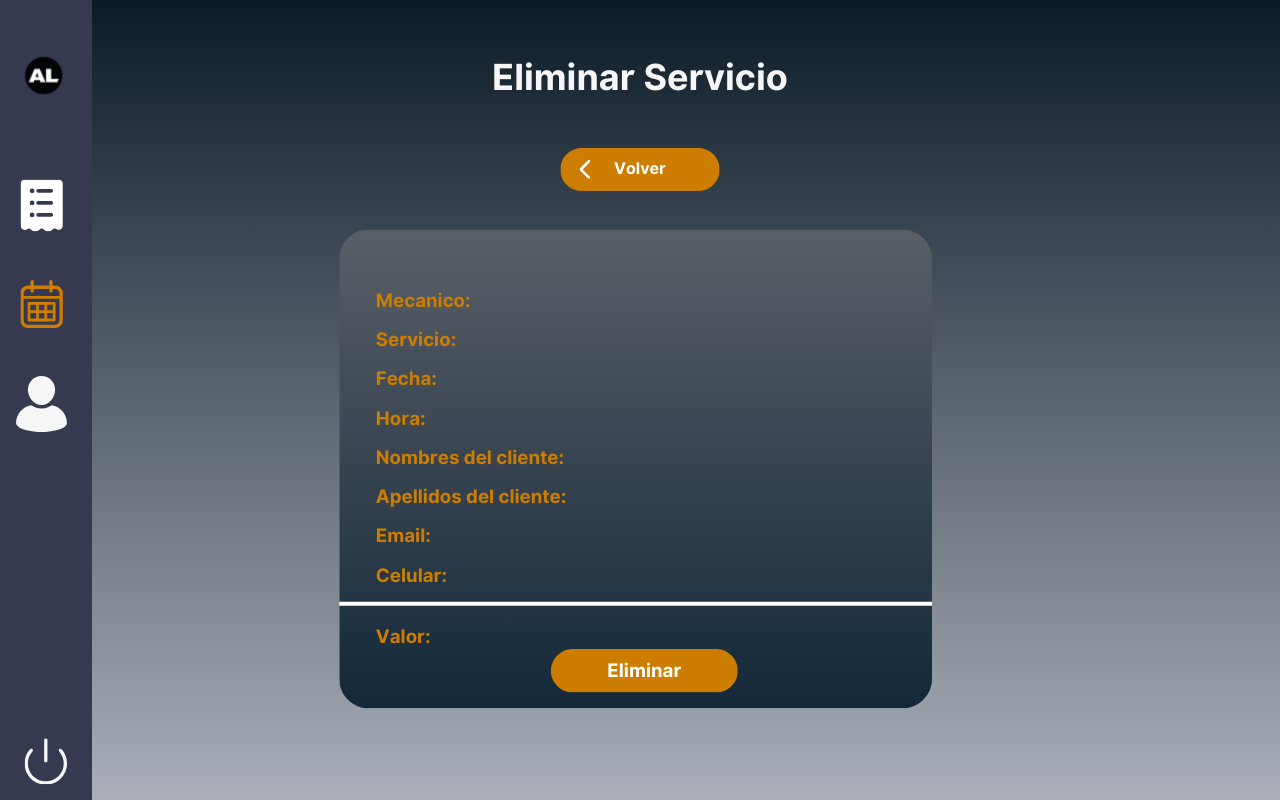 AL
Eliminar Servicio
Volver
Mecanico:
Servicio:
Fecha:
Hora:
Nombres del cliente:
Apellidos del cliente:
Email:
Celular:
Valor:
Eliminar